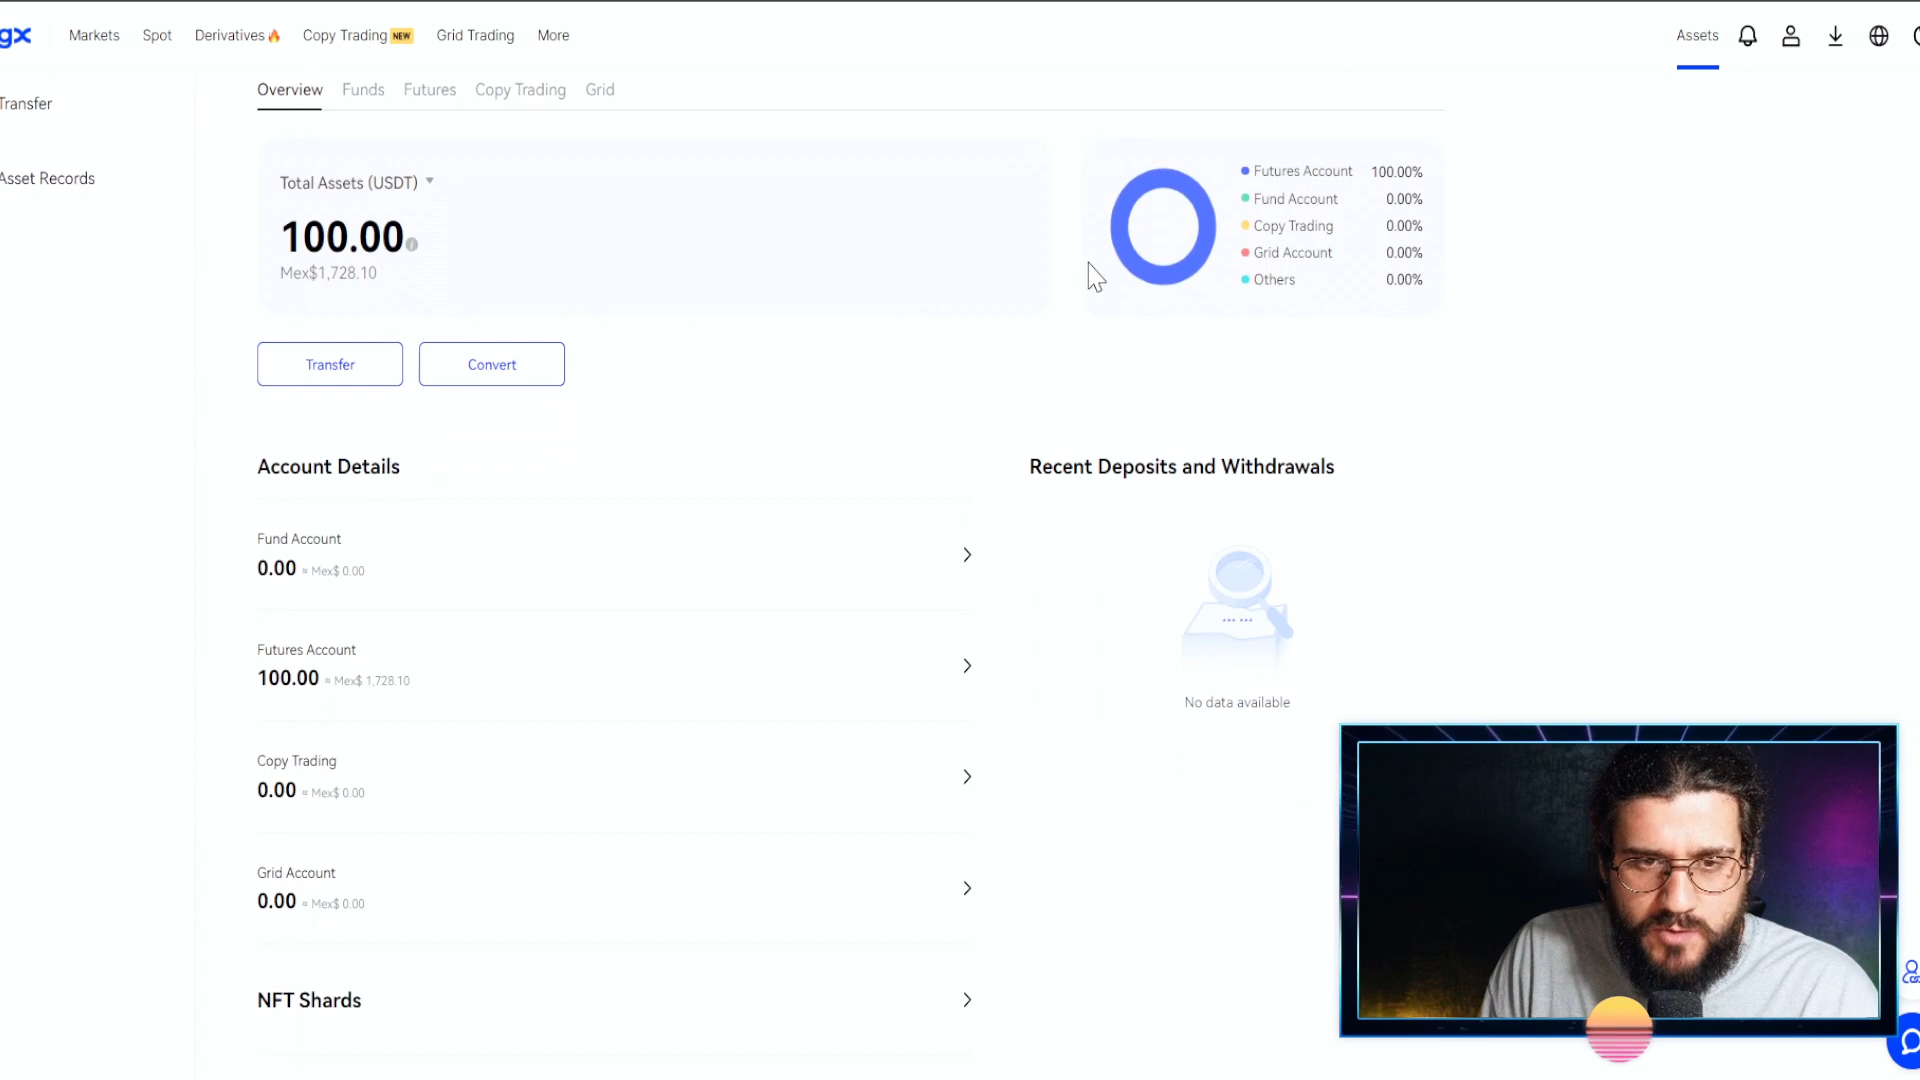 gx Markets Spot Derivatives Copy Trading NEW Grid Trading More Assets
Transfer
Asset Records
Overview Funds Futures Copy Trading Grid
Total Assets (USDT)
100.00
Mex$1,728.10
Futures Account 100.00%
Fund Account 0.00%
Copy Trading 0.00%
Grid Account 0.00%
Others 0.00%
Transfer Convert
Account Details
Fund Account
0.00 ≈ Mex$ 0.00
Futures Account
100.00 ≈ Mex$ 1,728.10
Copy Trading
0.00 ≈ Mex$ 0.00
Grid Account
0.00 ≈ Mex$ 0.00
NFT Shards
Recent Deposits and Withdrawals
No data available